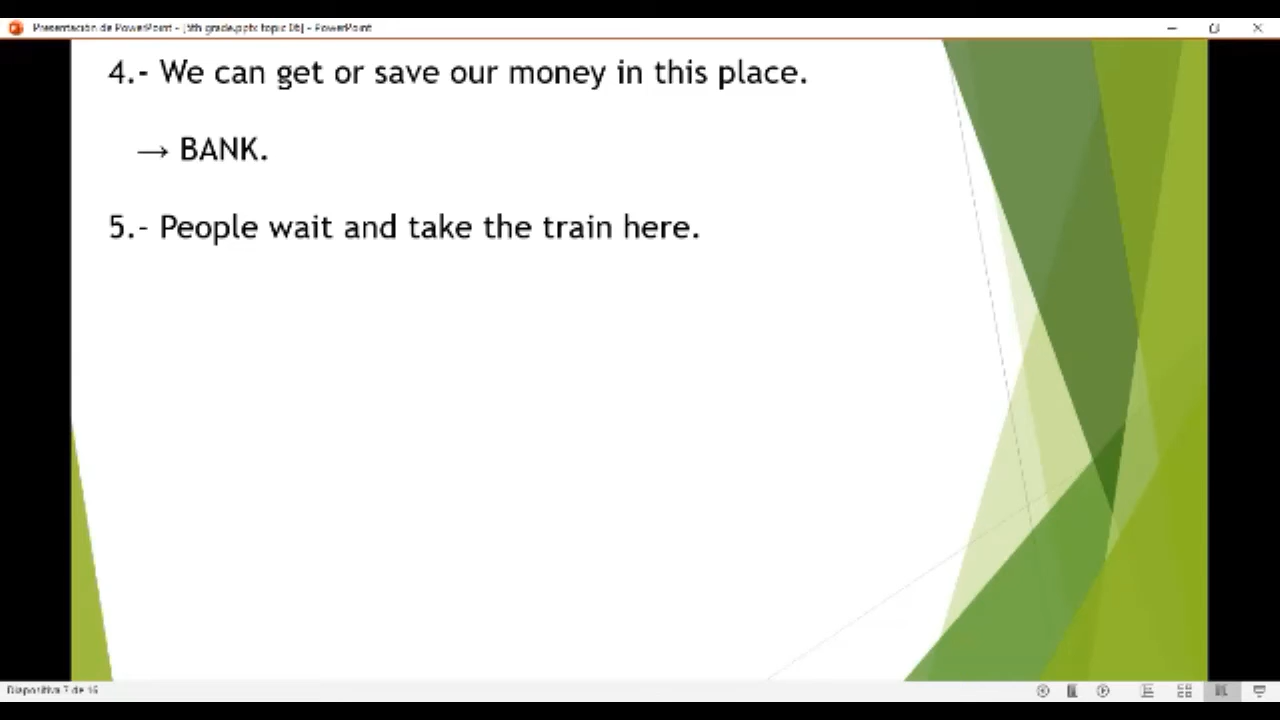 Presentación de PowerPoint - [5th grade.pptx topic 06] - PowerPoint
4.- We can get or save our money in this place.
→ BANK.
5.- People wait and take the train here.
Diapositiva 7 de 16